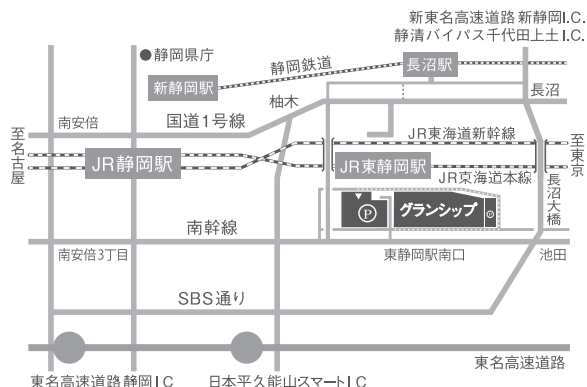 新東名高速道路 新静岡I.C.
静清バイパス千代田上土I.C.
静岡県庁
静岡鉄道
長沼駅
新静岡駅
柚木
長沼
南安倍
国道1号線
JR東海道新幹線
至名古屋
至東京
JR静岡駅
JR東静岡駅
JR京海道本線
長沼大橋
P
グランシップ
P
南幹線
南安倍3丁目
東静岡駅南口
池田
SBS通り
東名高速道路
東名高速道路静岡IC
日本平久能山スマートIC